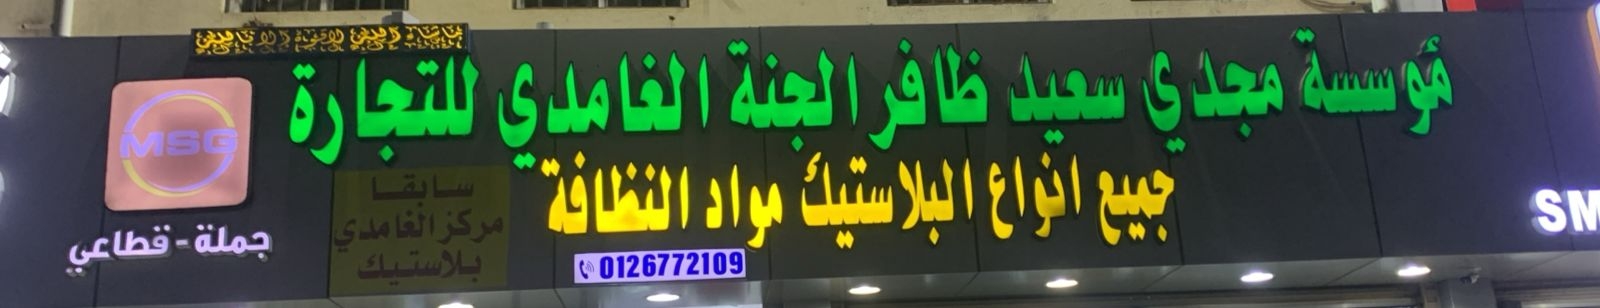 مؤسسة مجدي سعيد ظافر الجنة الغامدي للتجارة
جميع انواع البلاستيك مواد النظافة
0126772109
MSG
جملة - قطاعي
سابقا
مركز الغامدي
بلاستيك
SM